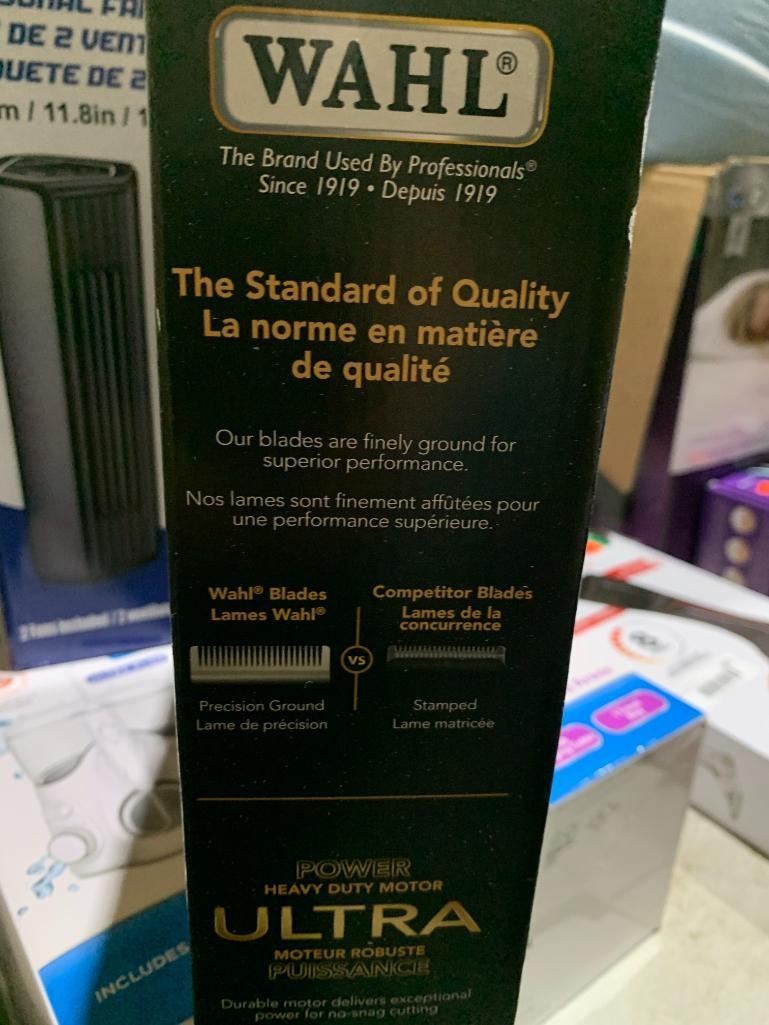 DE 2 VENT
QUETE DE 2
m / 11.8in / 1
WAHL®
The Brand Used By Professionals®
Since 1919 • Depuis 1919
The Standard of Quality
La norme en matière
de qualité
Our blades are finely ground for
superior performance.
Nos lames sont finement affûtées pour
une performance supérieure.
Wahl® Blades
Lames Wahl®
VS
Competitor Blades
Lames de la
concurrence
Precision Ground
Lame de précision
Stamped
Lame matricée
POWER
HEAVY DUTY MOTOR
ULTRA
MOTEUR ROBUSTE
PUISSANCE
Durable motor delivers exceptional
power for no-snag cutting
INCLUDES